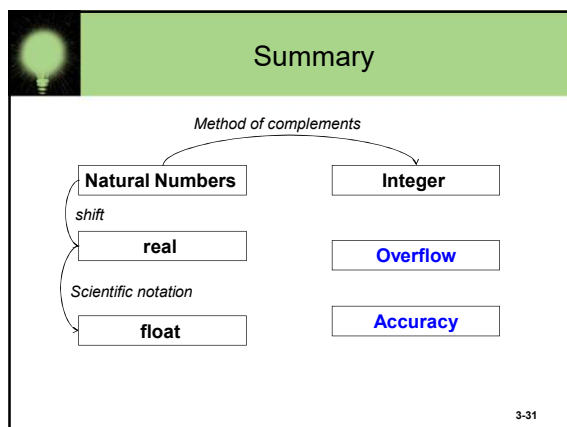 Summary
Method of complements
Natural Numbers
Integer
shift
real
Overflow
Scientific notation
float
Accuracy
3-31